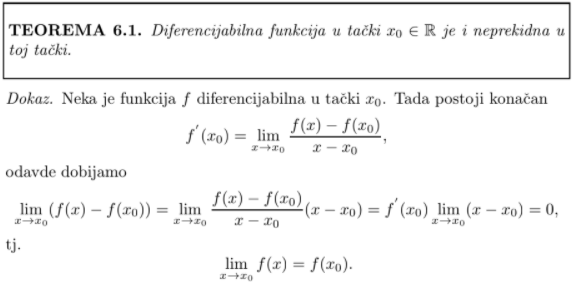 TEOREMA 6.1. Diferencijabilna funkcija u tački x₀ ∈ ℝ je i neprekidna u
toj tački.
Dokaz. Neka je funkcija f diferencijabilna u tački x₀. Tada postoji konačan
f′(x₀) = lim_{x→x₀} \frac{f(x) − f(x₀)}{x − x₀},
odavde dobijamo
lim_{x→x₀} (f(x) − f(x₀)) = lim_{x→x₀} \frac{f(x) − f(x₀)}{x − x₀}(x − x₀) = f′(x₀) lim_{x→x₀} (x − x₀) = 0,
tj.
lim_{x→x₀} f(x) = f(x₀).